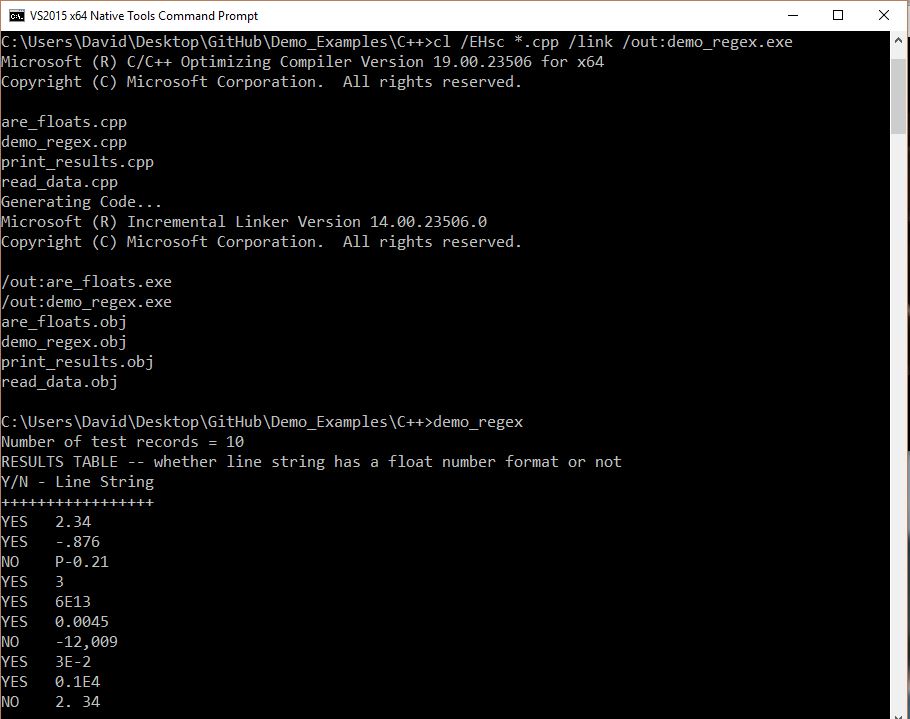 VS2015 x64 Native Tools Command Prompt
C:\Users\David\Desktop\GitHub\Demo_Examples\C++>cl /EHsc *.cpp /link /out:demo_regex.exe
Microsoft (R) C/C++ Optimizing Compiler Version 19.00.23506 for x64
Copyright (C) Microsoft Corporation.  All rights reserved.

are_floats.cpp
demo_regex.cpp
print_results.cpp
read_data.cpp
Generating Code...
Microsoft (R) Incremental Linker Version 14.00.23506.0
Copyright (C) Microsoft Corporation.  All rights reserved.

/out:are_floats.exe
/out:demo_regex.exe
are_floats.obj
demo_regex.obj
print_results.obj
read_data.obj

C:\Users\David\Desktop\GitHub\Demo_Examples\C++>demo_regex
Number of test records = 10
RESULTS TABLE -- whether line string has a float number format or not
Y/N - Line String
+++++++++++++++++
YES   2.34
YES   -.876
NO    P-0.21
YES   3
YES   6E13
YES   0.0045
NO    -12,009
YES   3E-2
YES   0.1E4
NO    2. 34